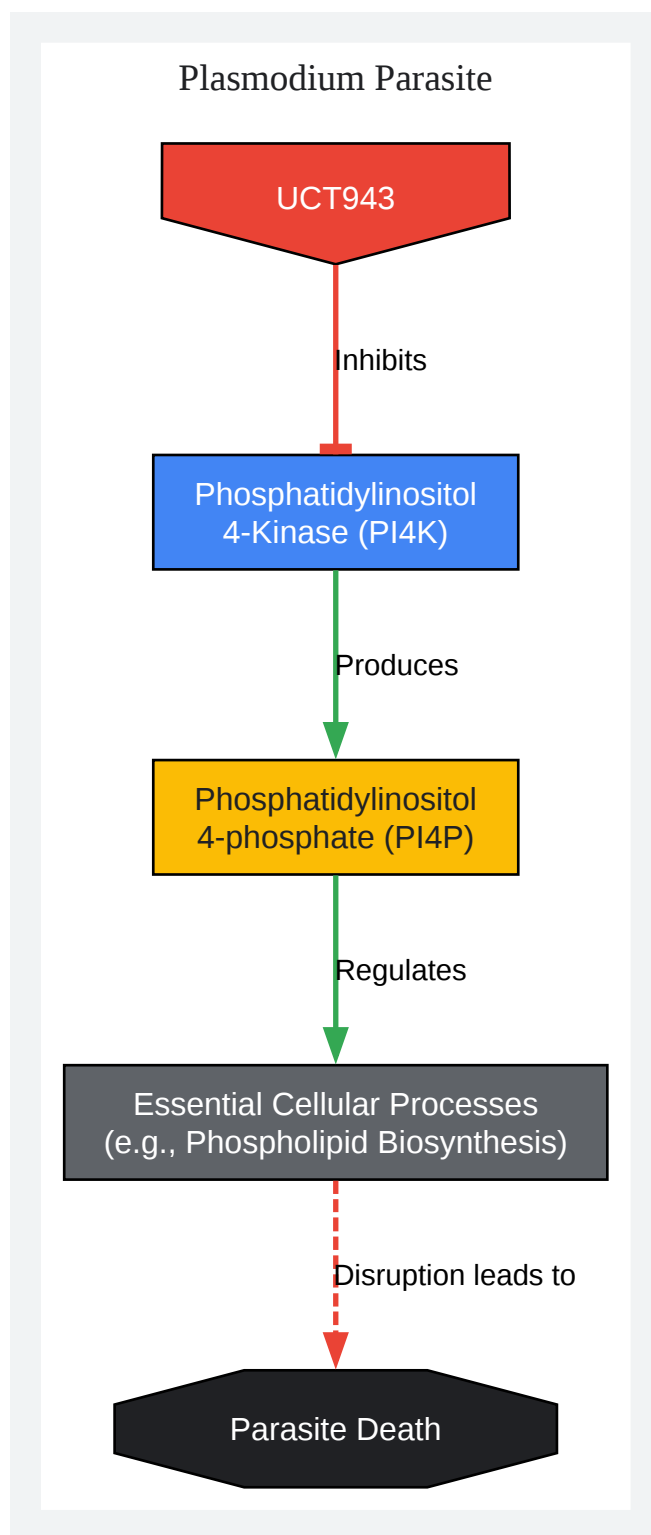 Plasmodium Parasite
UCT943
Inhibits
Phosphatidylinositol
4-Kinase (PI4K)
Produces
Phosphatidylinositol
4-phosphate (PI4P)
Regulates
Essential Cellular Processes
(e.g., Phospholipid Biosynthesis)
Disruption leads to
Parasite Death